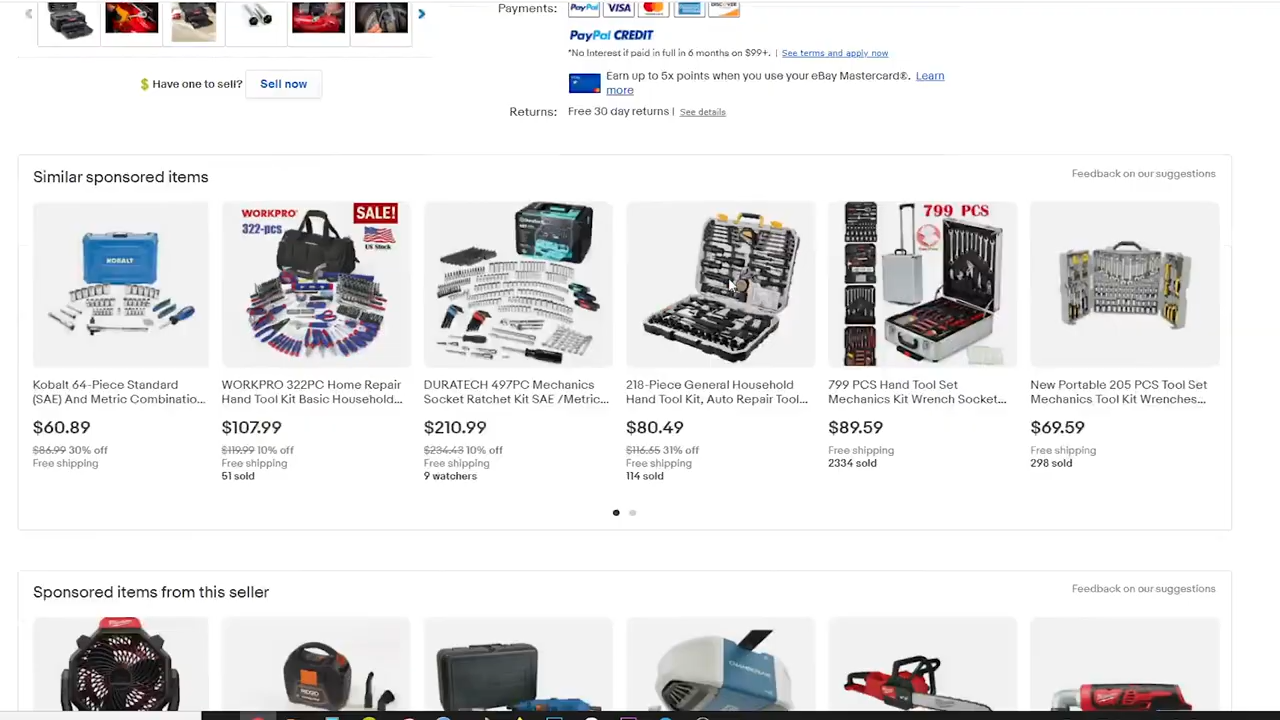 Payments:
PayPal VISA
PayPal CREDIT
*No Interest if paid in full in 6 months on $99+. | See terms and apply now
Have one to sell? Sell now
Earn up to 5x points when you use your eBay Mastercard®. Learn
more
Returns: Free 30 day returns | See details
Similar sponsored items
Feedback on our suggestions
KOBALT
WORKPRO
322-pcs
SALE!
US Stock
799 PCS
Kobalt 64-Piece Standard
(SAE) And Metric Combinatio...
$60.89
$86.99 30% off
Free shipping
WORKPRO 322PC Home Repair
Hand Tool Kit Basic Household...
$107.99
$119.99 10% off
Free shipping
51 sold
DURATECH 497PC Mechanics
Socket Ratchet Kit SAE /Metric...
$210.99
$234.43 10% off
Free shipping
9 watchers
218-Piece General Household
Hand Tool Kit, Auto Repair Tool...
$80.49
$116.65 31% off
Free shipping
114 sold
799 PCS Hand Tool Set
Mechanics Kit Wrench Socket...
$89.59
Free shipping
2334 sold
New Portable 205 PCS Tool Set
Mechanics Tool Kit Wrenches...
$69.59
Free shipping
298 sold
Sponsored items from this seller
Feedback on our suggestions
Milwaukee
RIDGID
CHAMBERLAIN